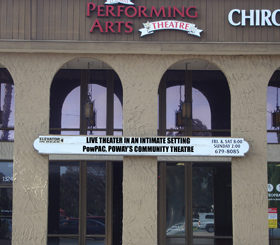 PERFORMING
ARTS THEATRE
CHIRO
LIVE THEATER IN AN INTIMATE SETTING
PowPAC, POWAY'S COMMUNITY THEATRE
FRI. & SAT 8:00
SUNDAY 2:00
679-8085